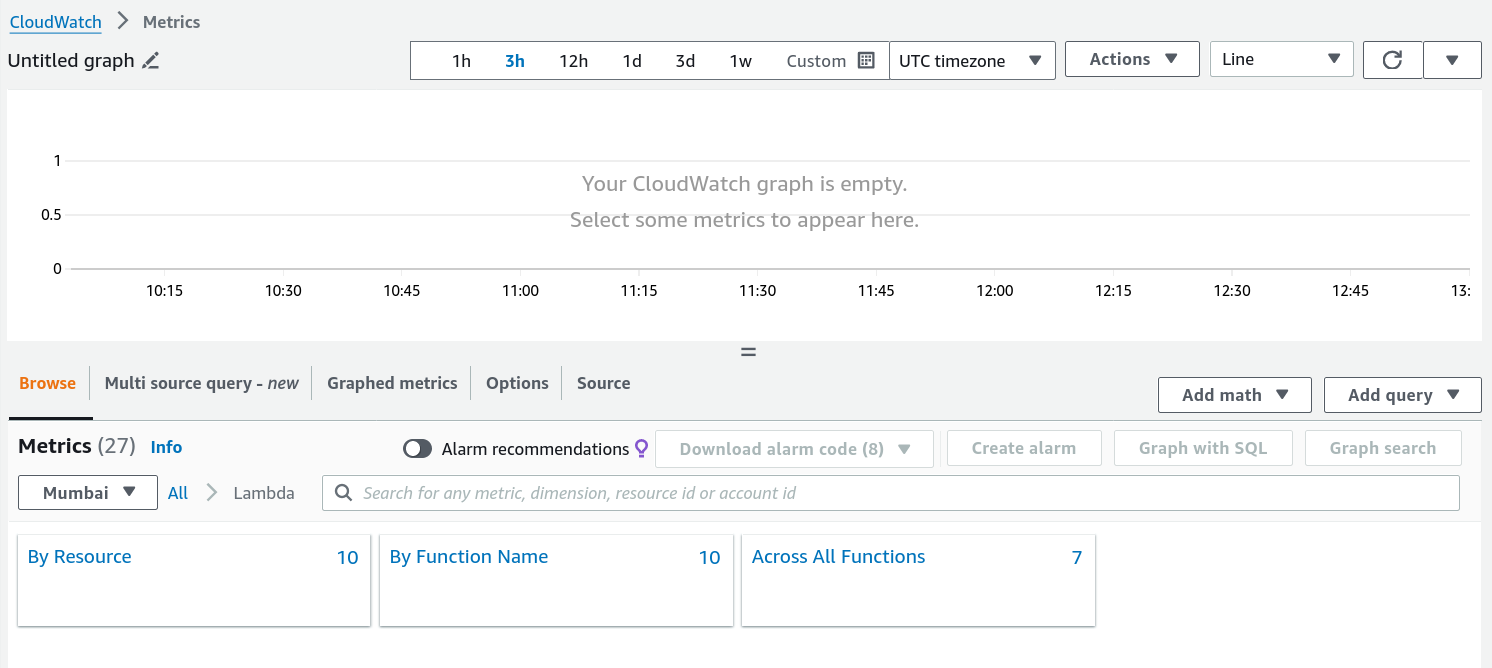 CloudWatch > Metrics
Untitled graph
1h 3h 12h 1d 3d 1w Custom UTC timezone Actions Line
1
Your CloudWatch graph is empty.
0.5
Select some metrics to appear here.
0
10:15 10:30 10:45 11:00 11:15 11:30 11:45 12:00 12:15 12:30 12:45 13:
Browse Multi source query - new Graphed metrics Options Source
Add math Add query
Metrics (27) Info Alarm recommendations Download alarm code (8) Create alarm Graph with SQL Graph search
Mumbai All > Lambda Search for any metric, dimension, resource id or account id
By Resource 10 By Function Name 10 Across All Functions 7